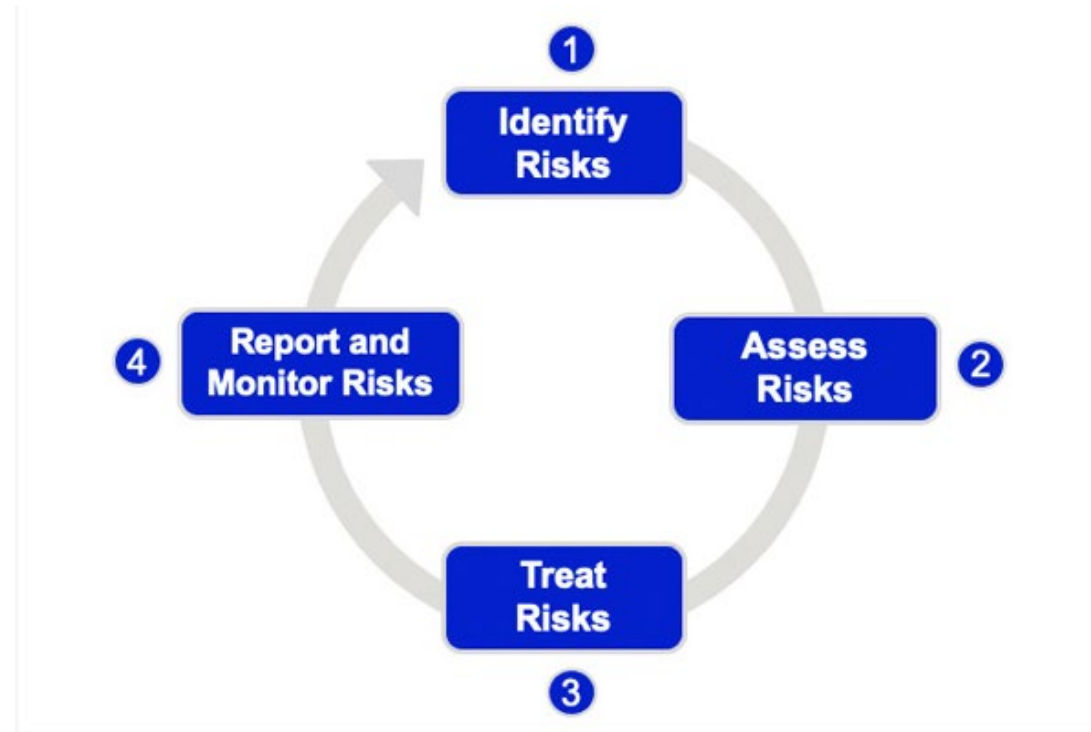 1
Identify
Risks
Assess
Risks
2
Treat
Risks
3
Report and
Monitor Risks
4